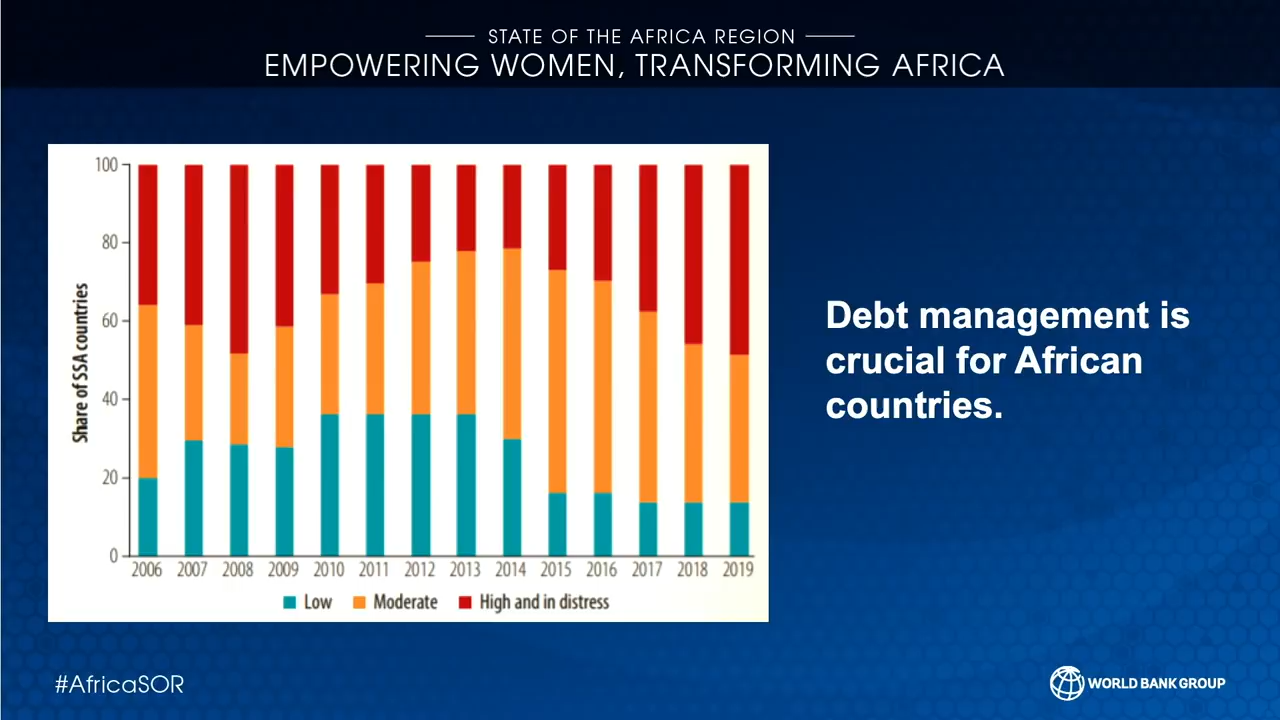 STATE OF THE AFRICA REGION
EMPOWERING WOMEN, TRANSFORMING AFRICA
Share of SSA countries
100
80
60
40
20
0
2006 2007 2008 2009 2010 2011 2012 2013 2014 2015 2016 2017 2018 2019
Low Moderate High and in distress
Debt management is
crucial for African
countries.
#AfricaSOR
WORLD BANK GROUP